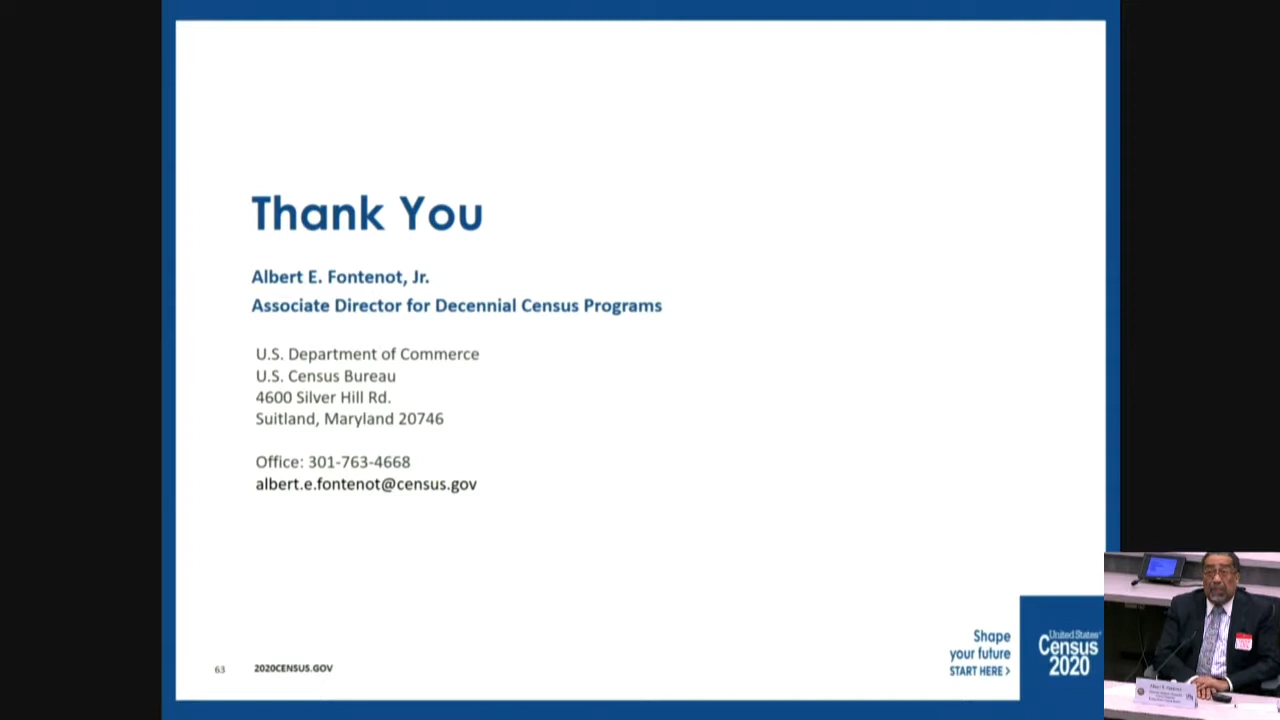 Thank You
Albert E. Fontenot, Jr.
Associate Director for Decennial Census Programs
U.S. Department of Commerce
U.S. Census Bureau
4600 Silver Hill Rd.
Suitland, Maryland 20746
Office: 301-763-4668
albert.e.fontenot@census.gov
63
2020CENSUS.GOV
Shape
your future
START HERE >
United States®
Census
2020